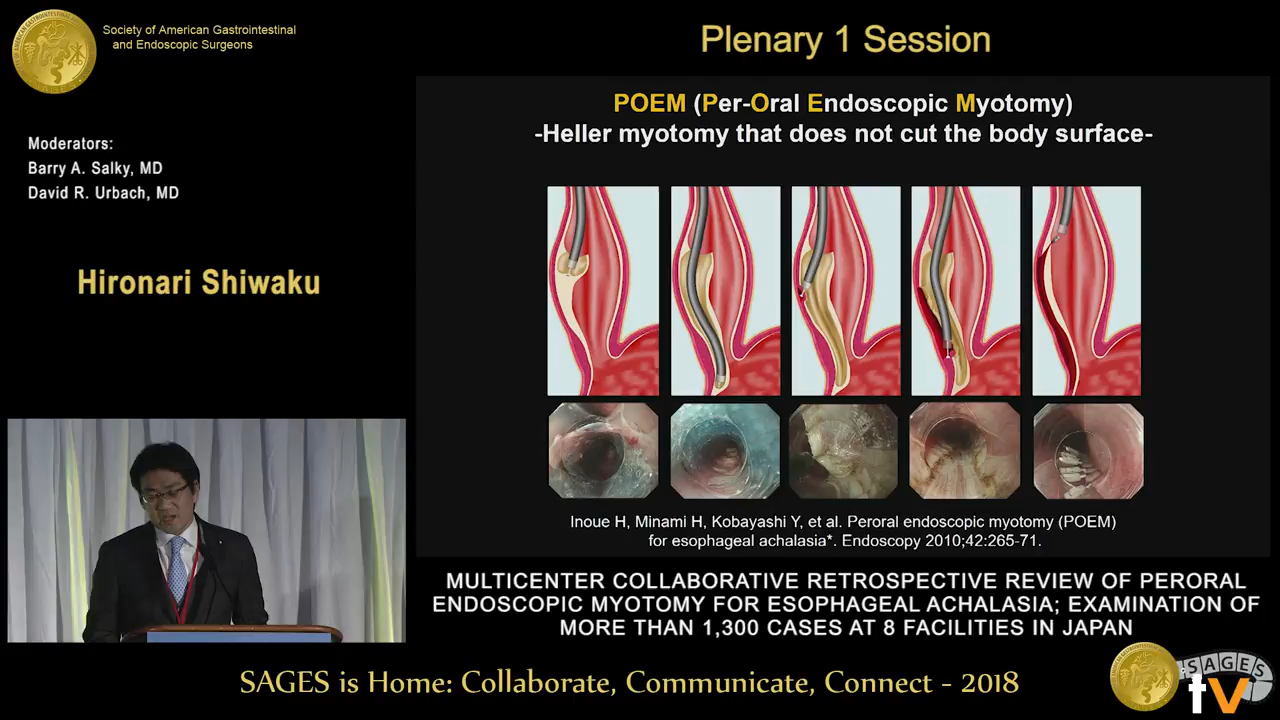 Society of American Gastrointestinal
and Endoscopic Surgeons
Plenary 1 Session
Moderators:
Barry A. Salky, MD
David R. Urbach, MD
Hironari Shiwaku
POEM (Per-Oral Endoscopic Myotomy)
-Heller myotomy that does not cut the body surface-
Inoue H, Minami H, Kobayashi Y, et al. Peroral endoscopic myotomy (POEM)
for esophageal achalasia*. Endoscopy 2010;42:265-71.
MULTICENTER COLLABORATIVE RETROSPECTIVE REVIEW OF PERORAL
ENDOSCOPIC MYOTOMY FOR ESOPHAGEAL ACHALASIA; EXAMINATION OF
MORE THAN 1,300 CASES AT 8 FACILITIES IN JAPAN
SAGES is Home: Collaborate, Communicate, Connect - 2018
SAGES
tv